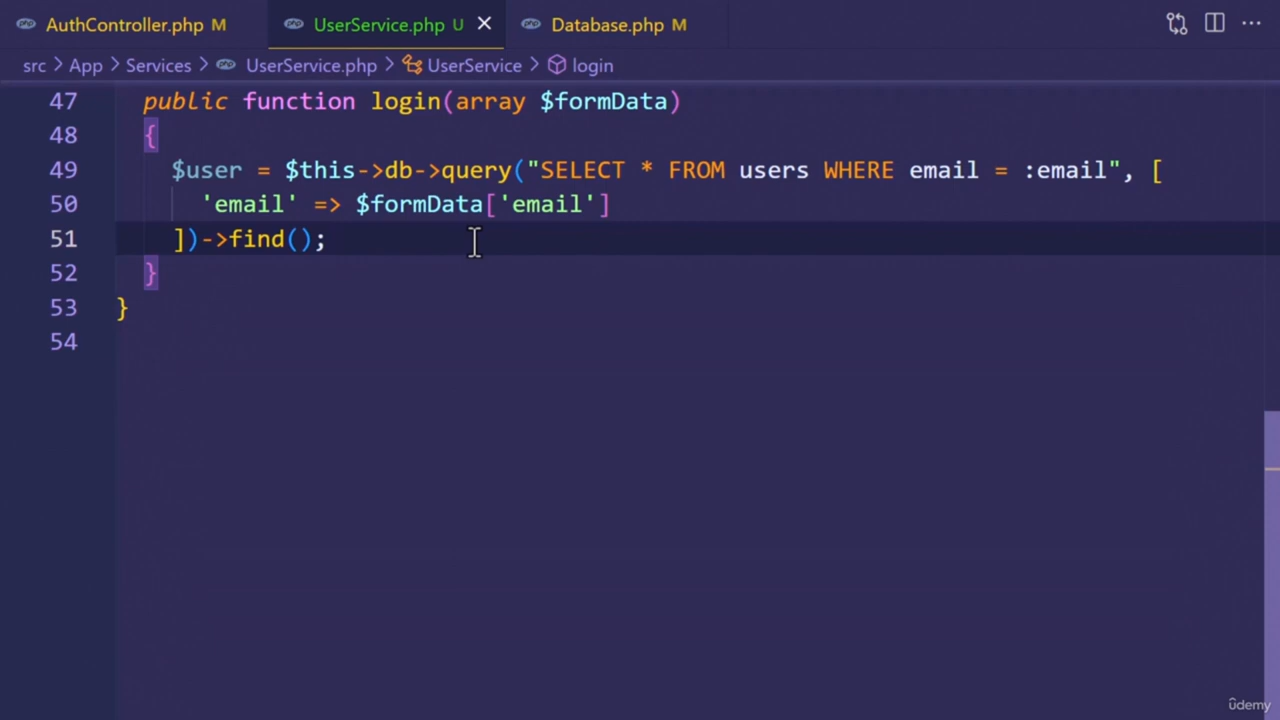 AuthController.php M
UserService.php U
Database.php M
src > App > Services > UserService.php > UserService > login
47 public function login(array $formData)
48 {
49 $user = $this->db->query("SELECT * FROM users WHERE email = :email", [
50 'email' => $formData['email']
51 ])->find();
52 }
53 }
54
ûdemy